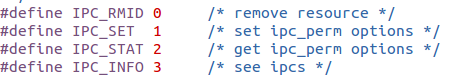 #define IPC_RMID 0     /* remove resource */
#define IPC_SET  1     /* set ipc_perm options */
#define IPC_STAT 2     /* get ipc_perm options */
#define IPC_INFO 3     /* see ipcs */